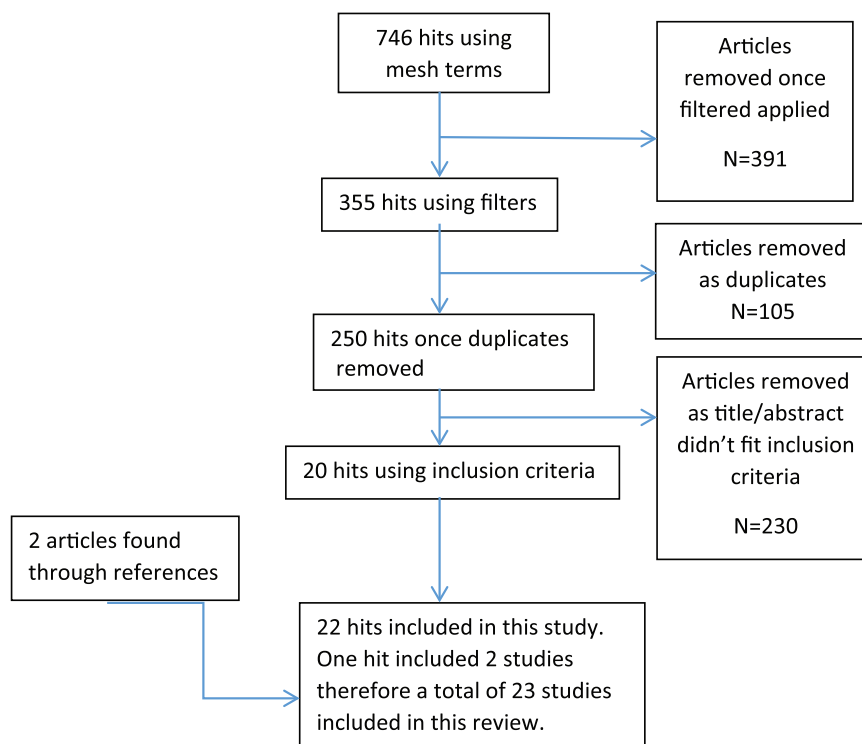 746 hits using
mesh terms
Articles
removed once
filtered applied
N=391
355 hits using filters
Articles removed
as duplicates
N=105
250 hits once duplicates
removed
Articles removed
as title/abstract
didn’t fit inclusion
criteria
N=230
20 hits using inclusion criteria
2 articles found
through references
22 hits included in this study.
One hit included 2 studies
therefore a total of 23 studies
included in this review.